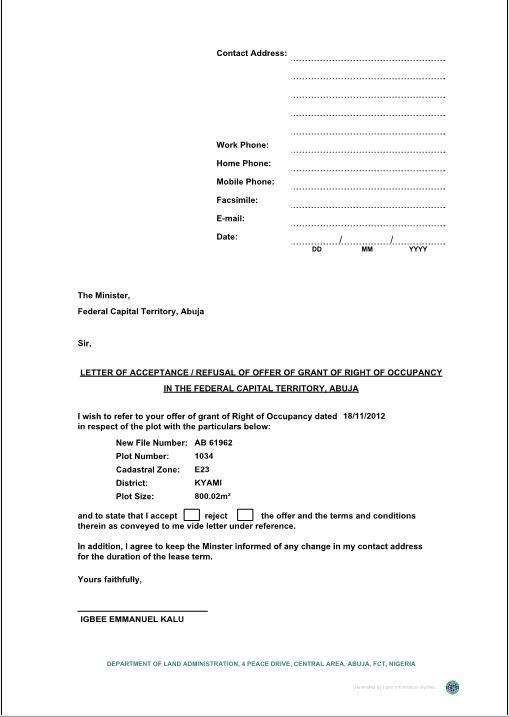 Contact Address:
Work Phone:
Home Phone:
Mobile Phone:
Facsimile:
E-mail:
Date: / /
DD MM YYYY
The Minister,
Federal Capital Territory, Abuja
Sir,
LETTER OF ACCEPTANCE / REFUSAL OF OFFER OF GRANT OF RIGHT OF OCCUPANCY
IN THE FEDERAL CAPITAL TERRITORY, ABUJA
I wish to refer to your offer of grant of Right of Occupancy dated 18/11/2012
in respect of the plot with the particulars below:
New File Number: AB 61962
Plot Number: 1034
Cadastral Zone: E23
District: KYAMI
Plot Size: 800.02m²
and to state that I accept reject the offer and the terms and conditions
therein as conveyed to me vide letter under reference.
In addition, I agree to keep the Minster informed of any change in my contact address
for the duration of the lease term.
Yours faithfully,
IGBEE EMMANUEL KALU
DEPARTMENT OF LAND ADMINISTRATION, 4 PEACE DRIVE, CENTRAL AREA, ABUJA, FCT, NIGERIA
Generated by Land Information System